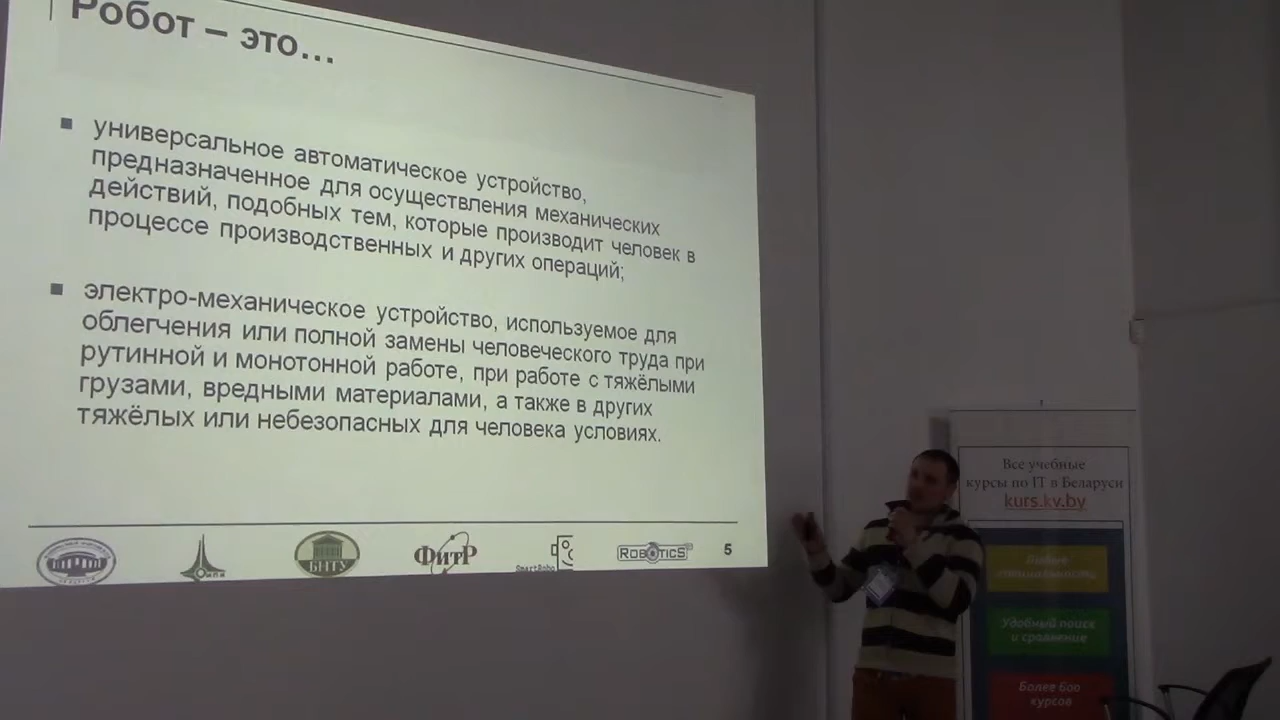 Робот – это...
универсальное автоматическое устройство,
предназначенное для осуществления механических
действий, подобных тем, которые производит человек в
процессе производственных и других операций;
электро-механическое устройство, используемое для
облегчения или полной замены человеческого труда при
рутинной и монотонной работе, при работе с тяжёлыми
грузами, вредными материалами, а также в других
тяжёлых или небезопасных для человека условиях.
БНТУ
ФИТР
SmartRobo
ROBOTICS
5
Все учебные
курсы по IT в Беларуси
kurs.kv.by
Удобный поиск
и сравнение
Более 600
курсов